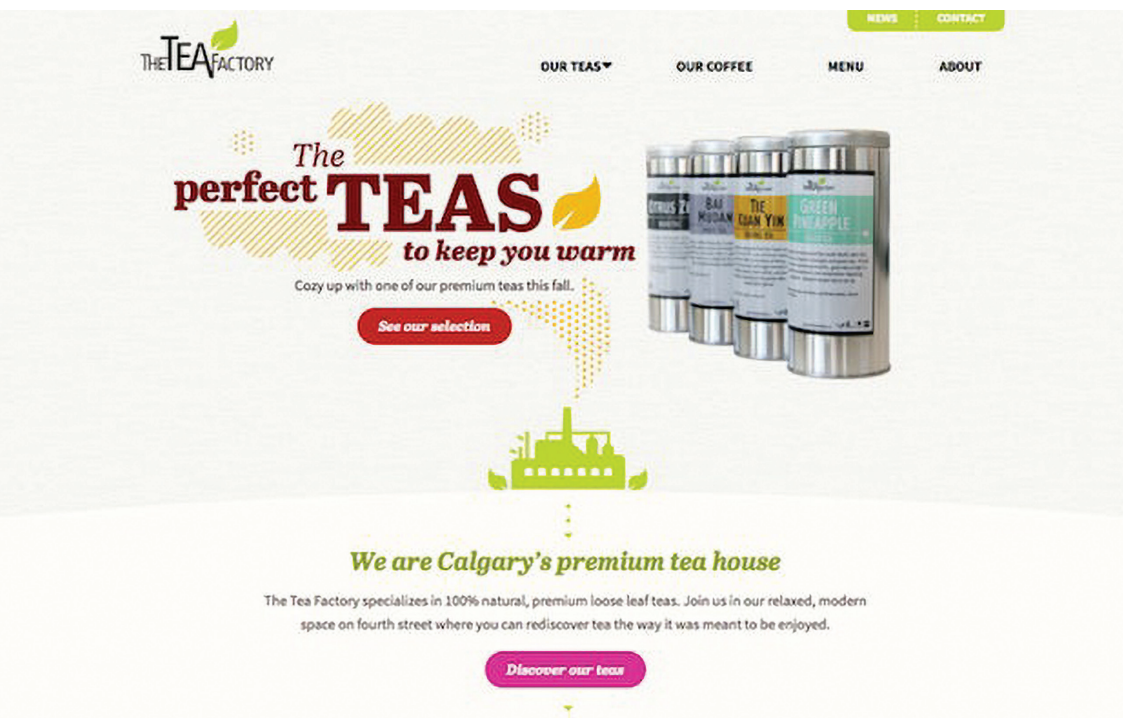 NEWS
CONTACT
THE TEA FACTORY
OUR TEAS
OUR COFFEE
MENU
ABOUT
The
perfect TEAS
to keep you warm
Cozy up with one of our premium teas this fall.
See our selection
BAI
MUDAN
TIE
KUAN YIN
GREEN
PINEAPPLE
We are Calgary's premium tea house
The Tea Factory specializes in 100% natural, premium loose leaf teas. Join us in our relaxed, modern
space on fourth street where you can rediscover tea the way it was meant to be enjoyed.
Discover our teas